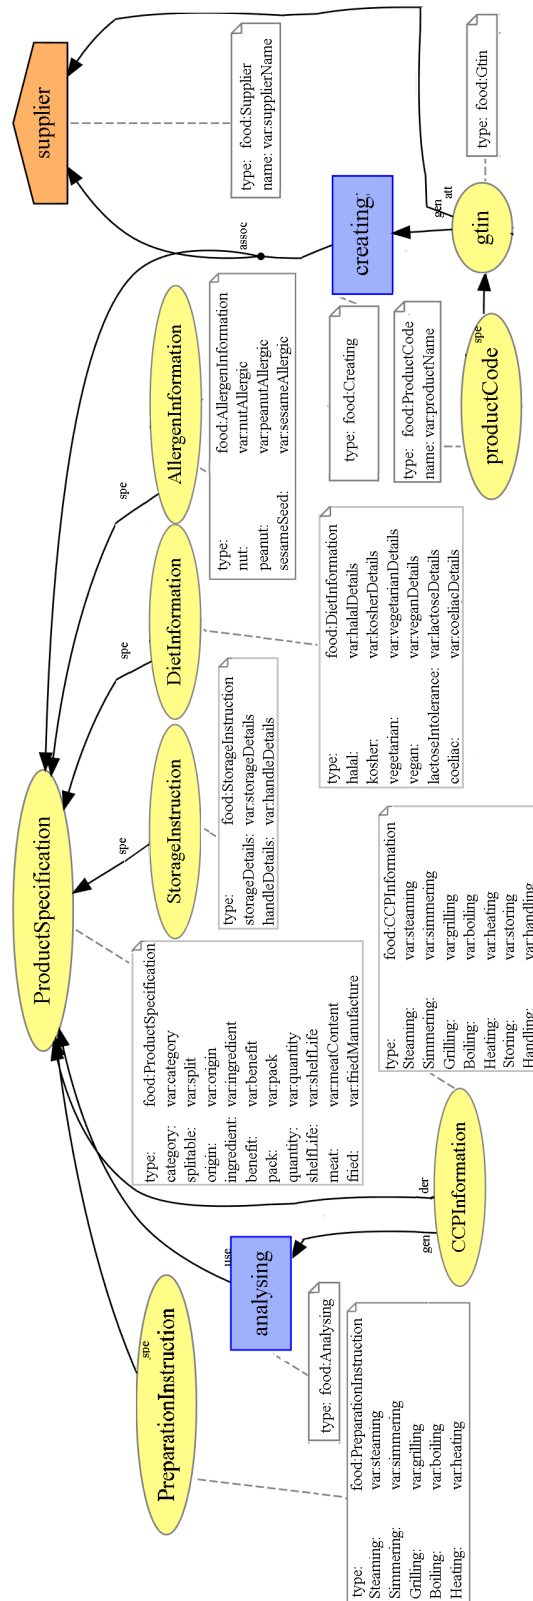 PreparationInstruction
spe
type: food:PreparationInstruction
Steaming: var:steaming
Simmering: var:simmering
Grilling: var:grilling
Boiling: var:boiling
Heating: var:heating
analysing
use
type: food:Analysing
CCPInformation
der
gen
type: food:CCPInformation
Steaming: var:steaming
Simmering: var:simmering
Grilling: var:grilling
Boiling: var:boiling
Heating: var:heating
Storing: var:storing
Handling: var:handling
ProductSpecification
type: food:ProductSpecification
category: var:category
splitable: var:split
origin: var:origin
ingredient: var:ingredient
benefit: var:benefit
pack: var:pack
quantity: var:quantity
shelfLife: var:shelfLife
meat: var:meatContent
fried: var:friedManufacture
StorageInstruction
spe
type: food:StorageInstruction
storageDetails: var:storageDetails
handleDetails: var:handleDetails
DietInformation
spe
type: food:DietInformation
halal: var:halalDetails
kosher: var:kosherDetails
vegetarian: var:vegetarianDetails
vegan: var:veganDetails
lactoseIntolerance: var:lactoseDetails
coeliac: var:coeliacDetails
AllergenInformation
spe
type: food:AllergenInformation
nut: var:nutAllergic
peanut: var:peanutAllergic
sesameSeed: var:sesameAllergic
productCode
spe
type: food:ProductCode
name: var:productName
creating
assoc
type: food:Creating
gtin
gen
att
type: food:Gtin
supplier
type: food:Supplier
name: var:supplierName